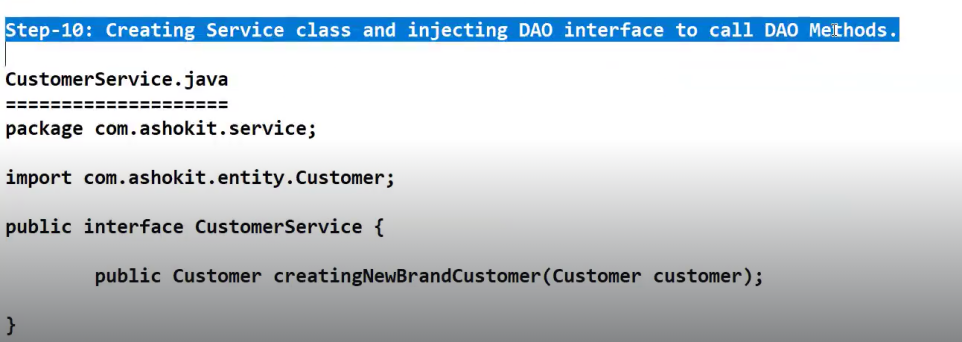 Step-10: Creating Service class and injecting DAO interface to call DAO Methods.
CustomerService.java
====================
package com.ashokit.service;
import com.ashokit.entity.Customer;
public interface CustomerService {
public Customer creatingNewBrandCustomer(Customer customer);
}